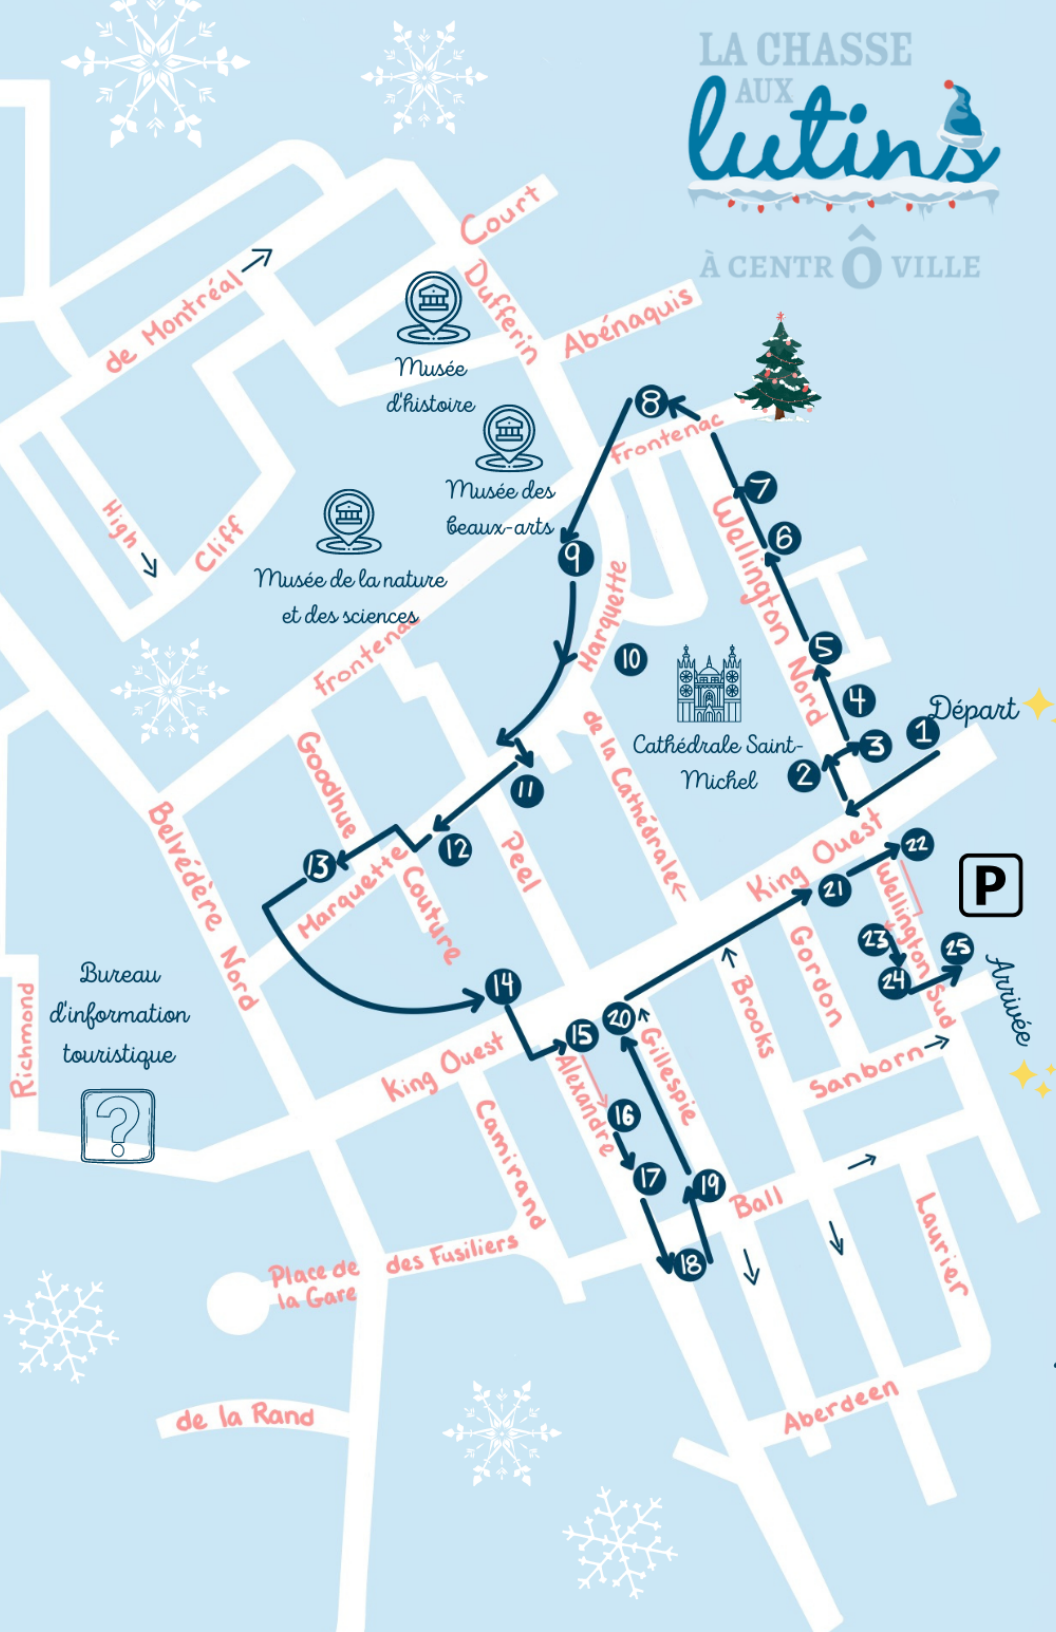 LA CHASSE
AUX
lutins
À CENTRÔVILLE
Court
Dufferin
de Montréal
Abénaquis
Musée
d'histoire
8
Frontenac
Musée des
beaux-arts
7
Wellington Nord
6
High
Cliff
9
Musée de la nature
et des sciences
Marquette
10
5
Frontenac
4
Départ
1
3
2
Cathédrale Saint-
Michel
de la Cathédrale
11
Goodhue
12
Peel
13
Marquette
Couture
Belvédère Nord
King Ouest
22
21
P
Wellington Sud
23
25
24
Arrivée
Gordon
14
Brooks
Bureau
d'information
touristique
Richmond
?
15
20
King Ouest
Gillespie
Sanborn
Alexandre
16
Camirand
17
19
Ball
18
Laurier
des Fusiliers
Place de
la Gare
de la Rand
Aberdeen